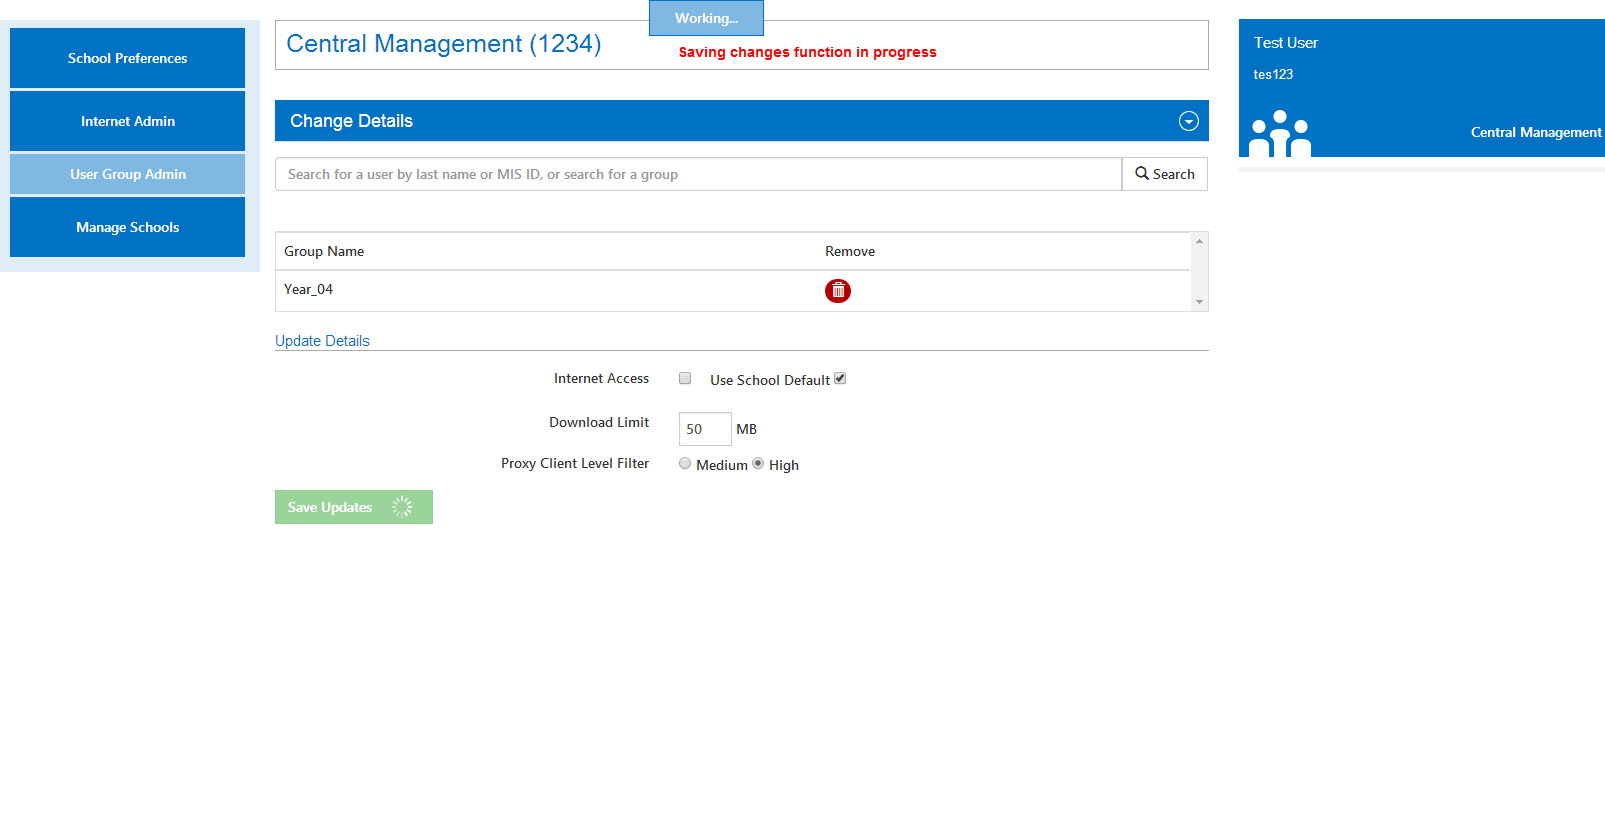 Working...
School Preferences
Internet Admin
User Group Admin
Manage Schools
Central Management (1234)
Saving changes function in progress
Test User
tes123
Central Management
Change Details
Search for a user by last name or MIS ID, or search for a group
Search
Group Name Remove
Year_04
Update Details
Internet Access Use School Default
Download Limit 50 MB
Proxy Client Level Filter Medium High
Save Updates